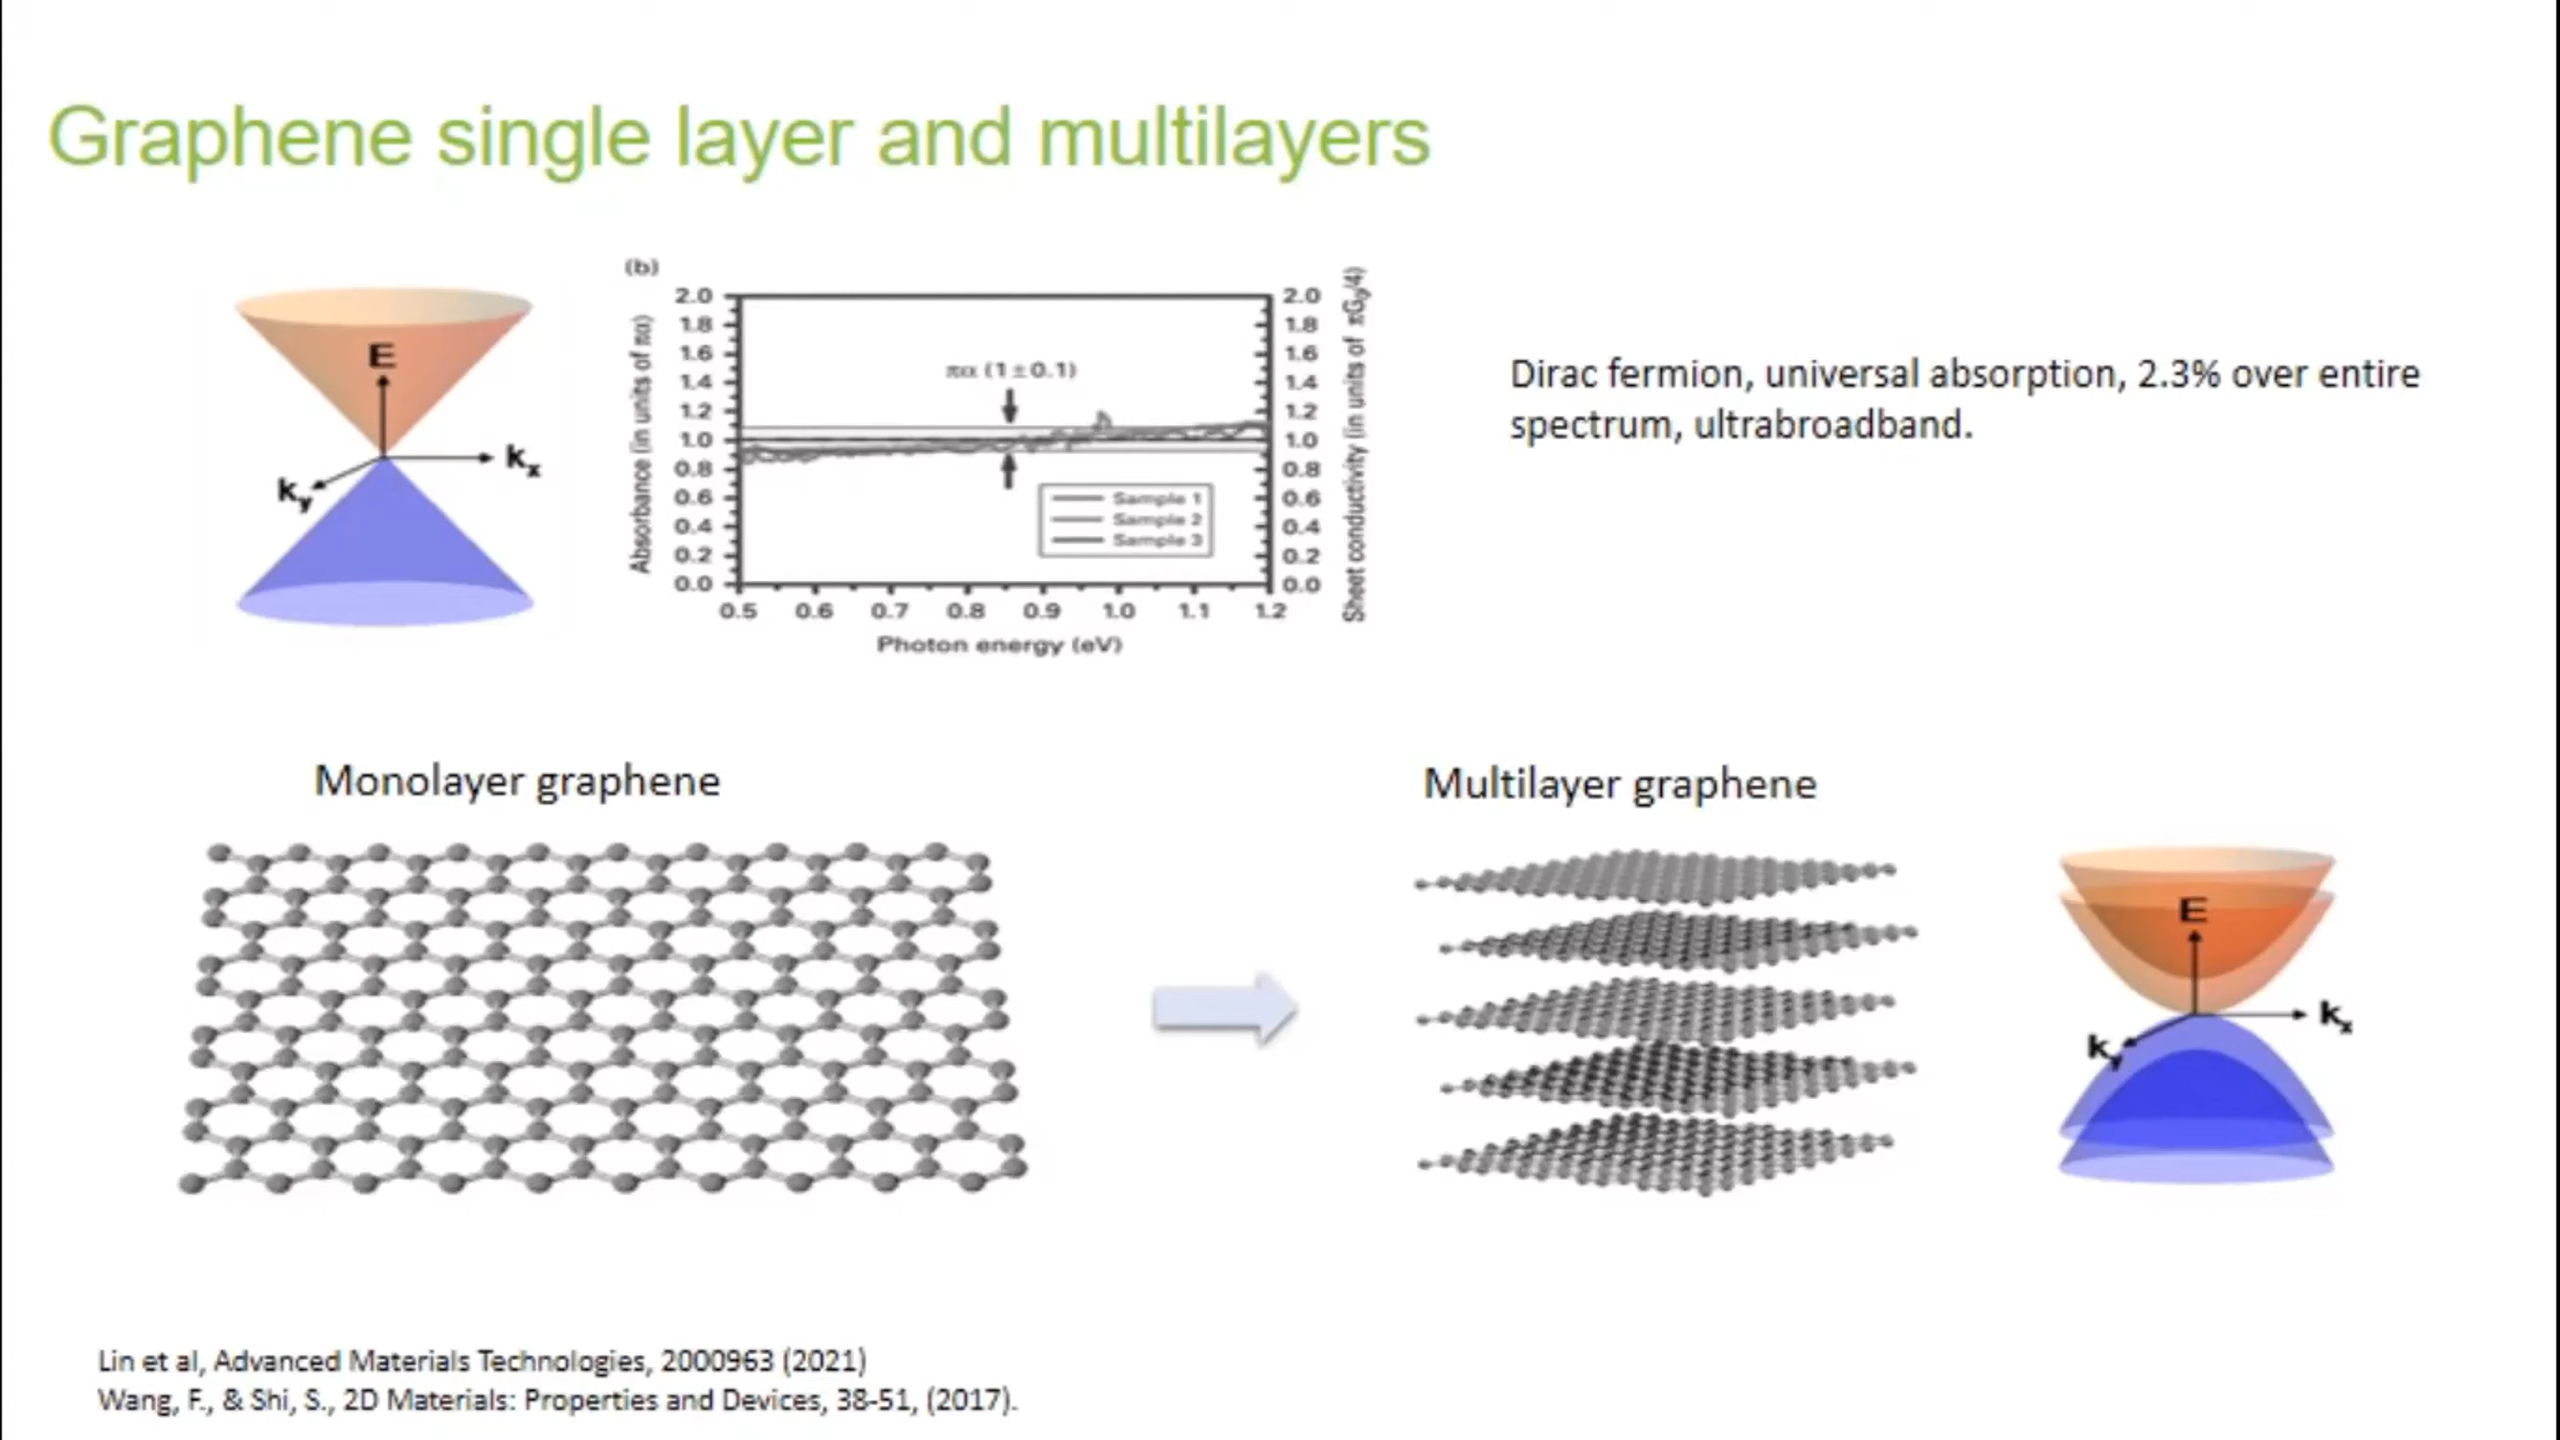 Graphene single layer and multilayers
(b)
Absorbance (in units of πα)
2.0
1.8
1.6
1.4
1.2
1.0
0.8
0.6
0.4
0.2
0.0
πα (1±0.1)
Sample 1
Sample 2
Sample 3
2.0
1.8
1.6
1.4
1.2
1.0
0.8
0.6
0.4
0.2
0.0
Sheet conductivity (in units of πG₀/4)
0.5 0.6 0.7 0.8 0.9 1.0 1.1 1.2
Photon energy (eV)
E
kx
ky
Dirac fermion, universal absorption, 2.3% over entire
spectrum, ultrabroadband.
Monolayer graphene
Multilayer graphene
E
kx
ky
Lin et al, Advanced Materials Technologies, 2000963 (2021)
Wang, F., & Shi, S., 2D Materials: Properties and Devices, 38-51, (2017).